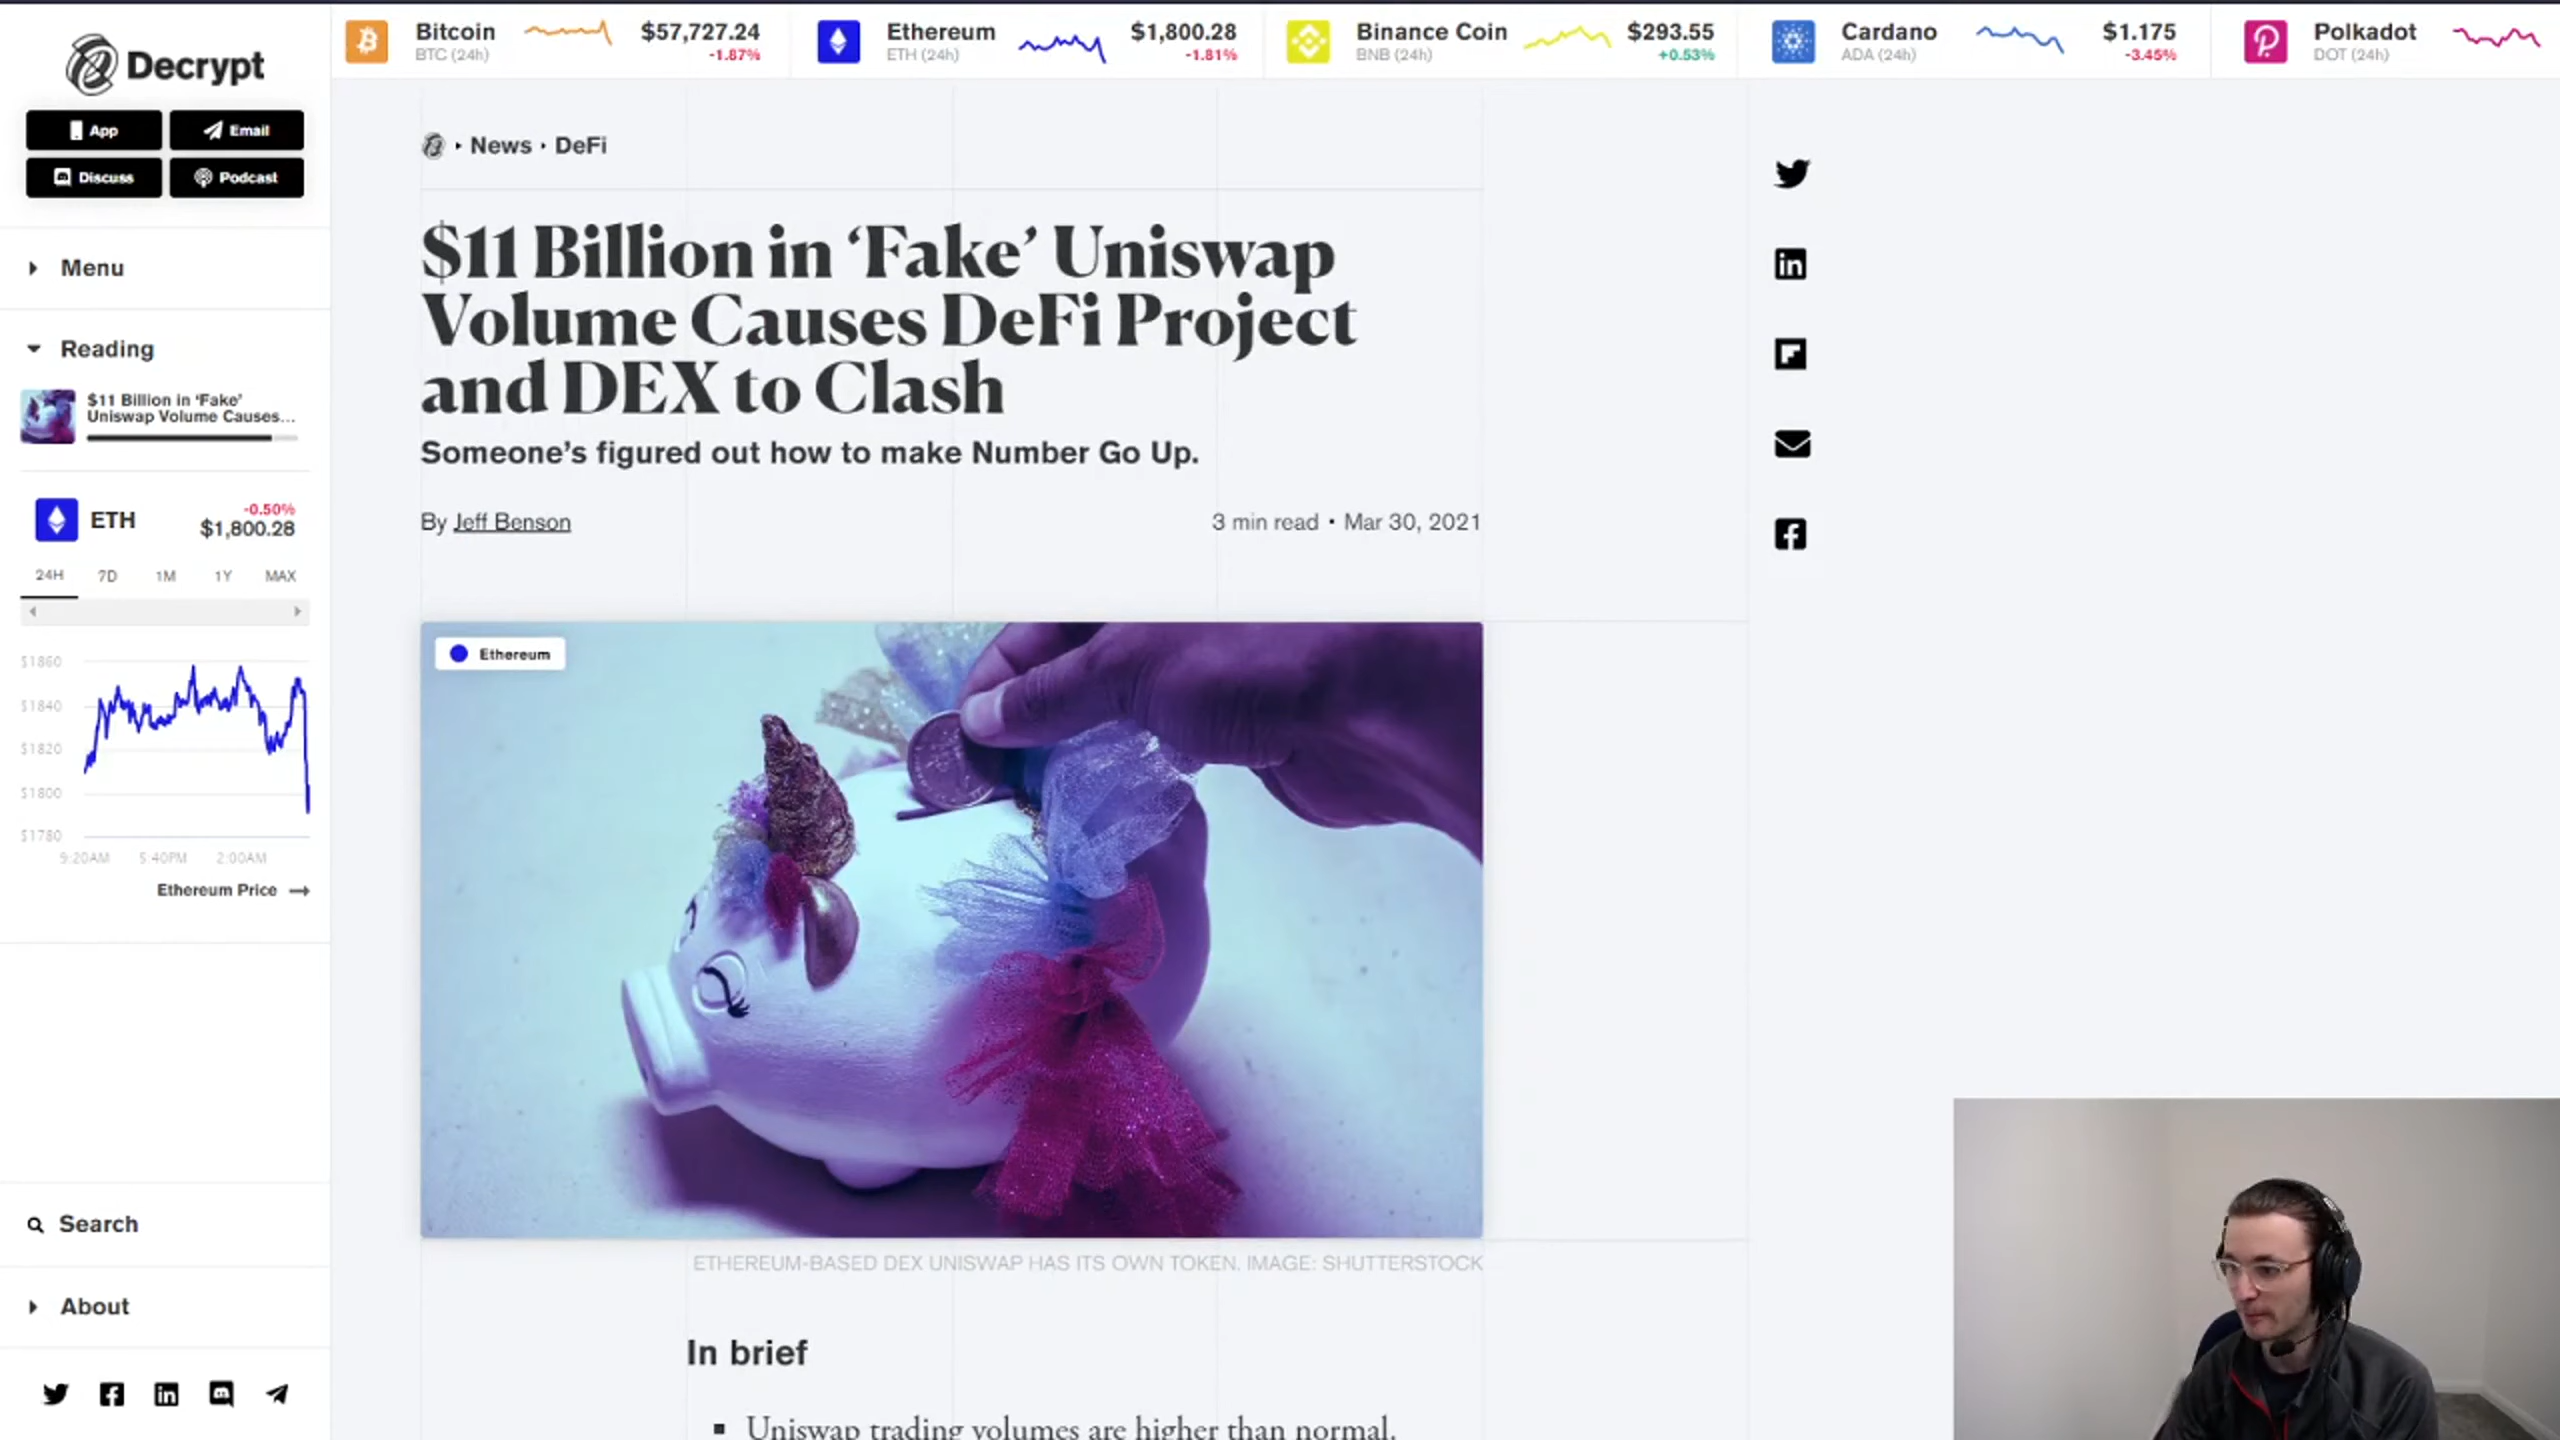 Decrypt
App
Email
Discuss
Podcast
Menu
Reading
$11 Billion in ‘Fake’
Uniswap Volume Causes...
ETH
-0.50%
$1,800.28
24H 7D 1M 1Y MAX
$1860
$1840
$1820
$1800
$1780
9:20AM 5:40PM 2:00AM
Ethereum Price →
Search
About
Bitcoin
BTC (24h)
$57,727.24
-1.87%
Ethereum
ETH (24h)
$1,800.28
-1.81%
Binance Coin
BNB (24h)
$293.55
+0.53%
Cardano
ADA (24h)
$1.175
-3.45%
Polkadot
DOT (24h)
News • DeFi
$11 Billion in ‘Fake’ Uniswap
Volume Causes DeFi Project
and DEX to Clash
Someone’s figured out how to make Number Go Up.
By Jeff Benson
3 min read • Mar 30, 2021
Ethereum
ETHEREUM-BASED DEX UNISWAP HAS ITS OWN TOKEN. IMAGE: SHUTTERSTOCK
In brief
▪ Uniswap trading volumes are higher than normal.